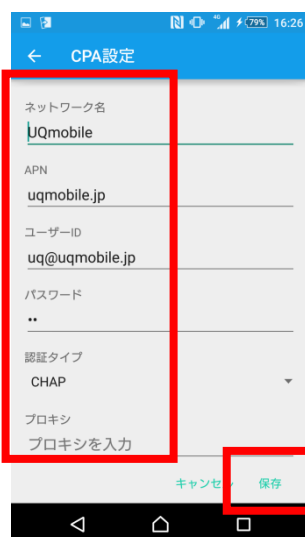 79% 16:26
← CPA設定
ネットワーク名
UQmobile
APN
uqmobile.jp
ユーザーID
uq@uqmobile.jp
パスワード
••
認証タイプ
CHAP
プロキシ
プロキシを入力
キャンセル 保存